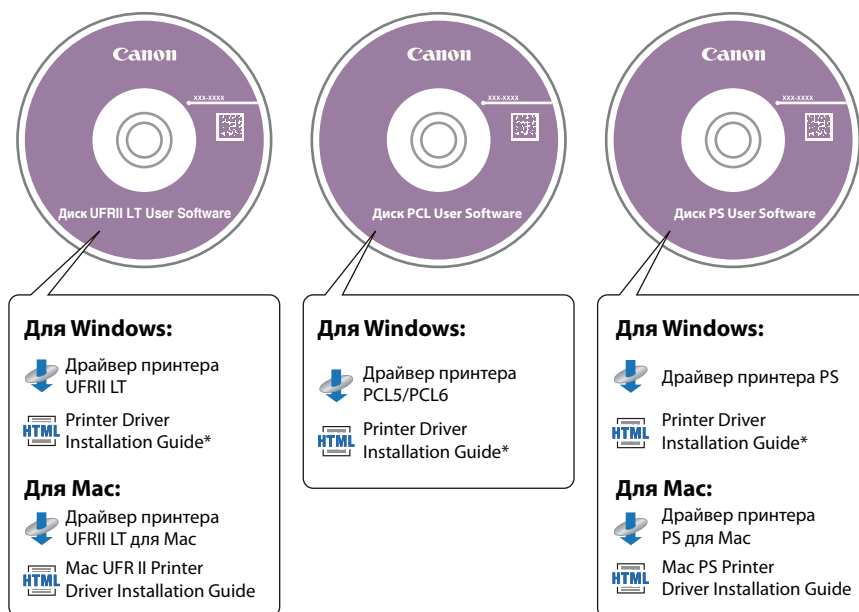 Canon
xxx-xxxx
Диск UFRII LT User Software
Canon
xxx-xxxx
Диск PCL User Software
Canon
xxx-xxxx
Диск PS User Software
Для Windows:
Драйвер принтера
UFRII LT
HTML
Printer Driver
Installation Guide*
Для Mac:
Драйвер принтера
UFRII LT для Mac
HTML
Mac UFR II Printer
Driver Installation Guide
Для Windows:
Драйвер принтера
PCL5/PCL6
HTML
Printer Driver
Installation Guide*
Для Windows:
Драйвер принтера PS
HTML
Printer Driver
Installation Guide*
Для Mac:
Драйвер принтера
PS для Mac
HTML
Mac PS Printer
Driver Installation Guide